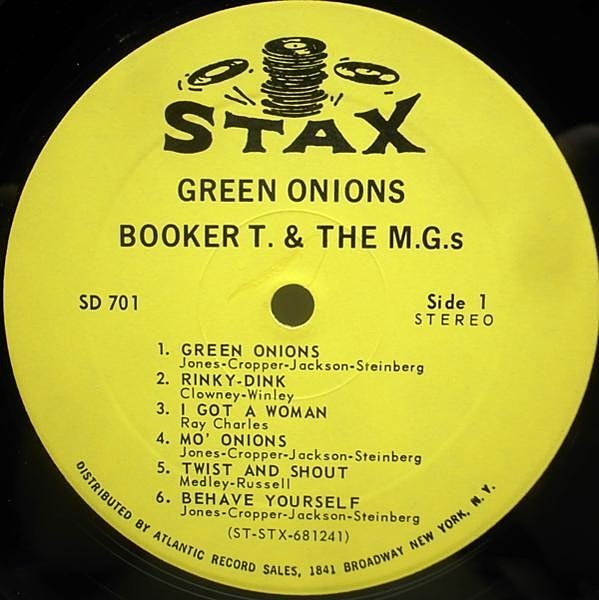 STAX
GREEN ONIONS
BOOKER T. & THE M.G.s
SD 701
Side 1
STEREO
1. GREEN ONIONS
Jones-Cropper-Jackson-Steinberg
2. RINKY-DINK
Clowney-Winley
3. I GOT A WOMAN
Ray Charles
4. MO' ONIONS
Jones-Cropper-Jackson-Steinberg
5. TWIST AND SHOUT
Medley-Russell
6. BEHAVE YOURSELF
Jones-Cropper-Jackson-Steinberg
(ST-STX-681241)
DISTRIBUTED BY ATLANTIC RECORD SALES, 1841 BROADWAY NEW YORK, N.Y.